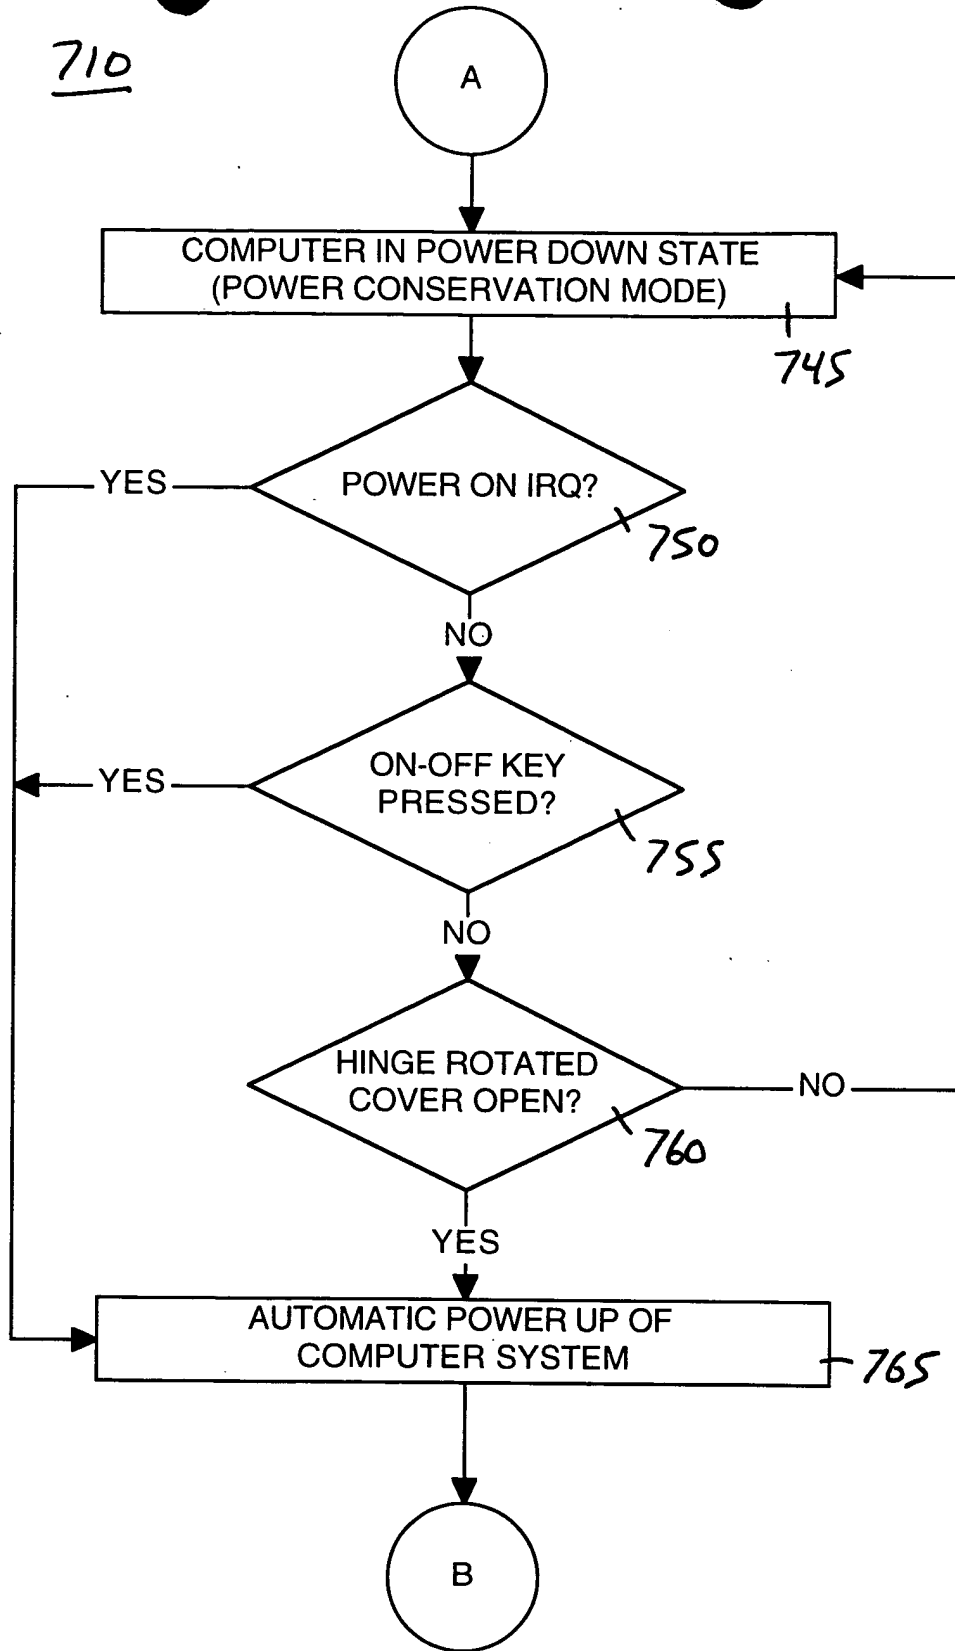 710
A
COMPUTER IN POWER DOWN STATE
(POWER CONSERVATION MODE)
745
YES
POWER ON IRQ?
750
NO
YES
ON-OFF KEY
PRESSED?
755
NO
HINGE ROTATED
COVER OPEN?
NO
760
YES
AUTOMATIC POWER UP OF
COMPUTER SYSTEM
765
B